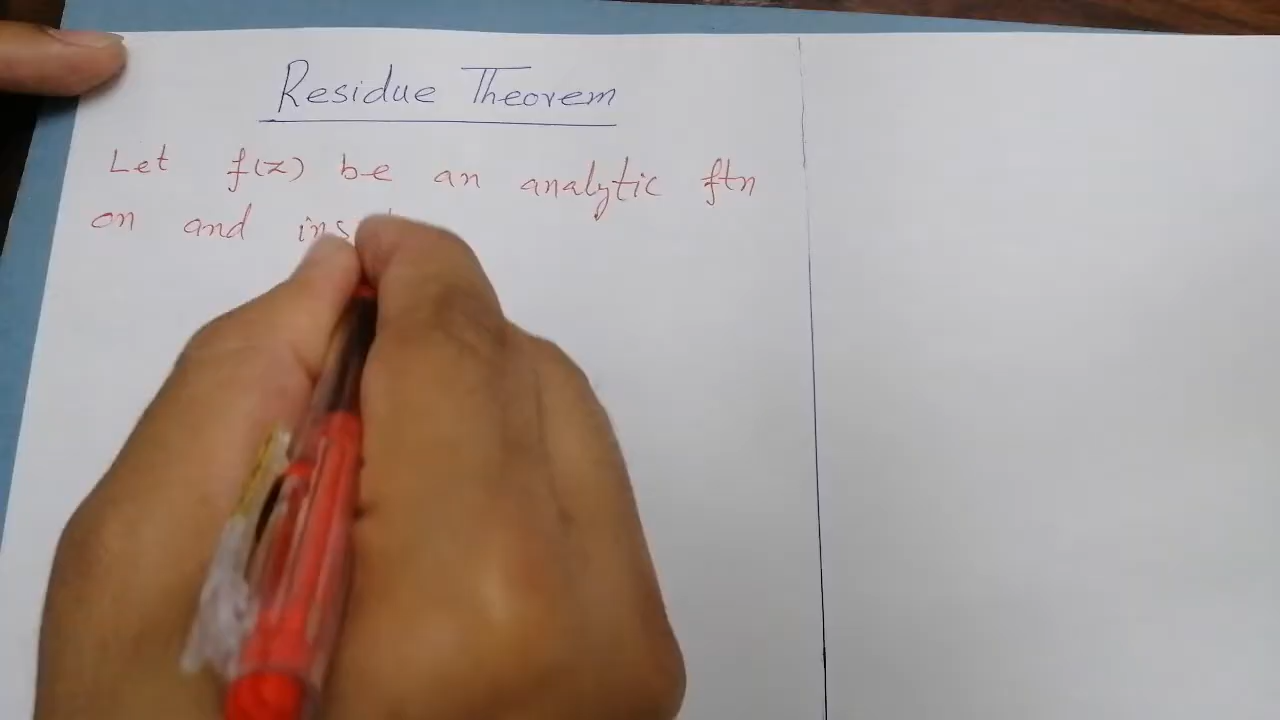 Residue Theorem
Let f(z) be an analytic ftn
on and